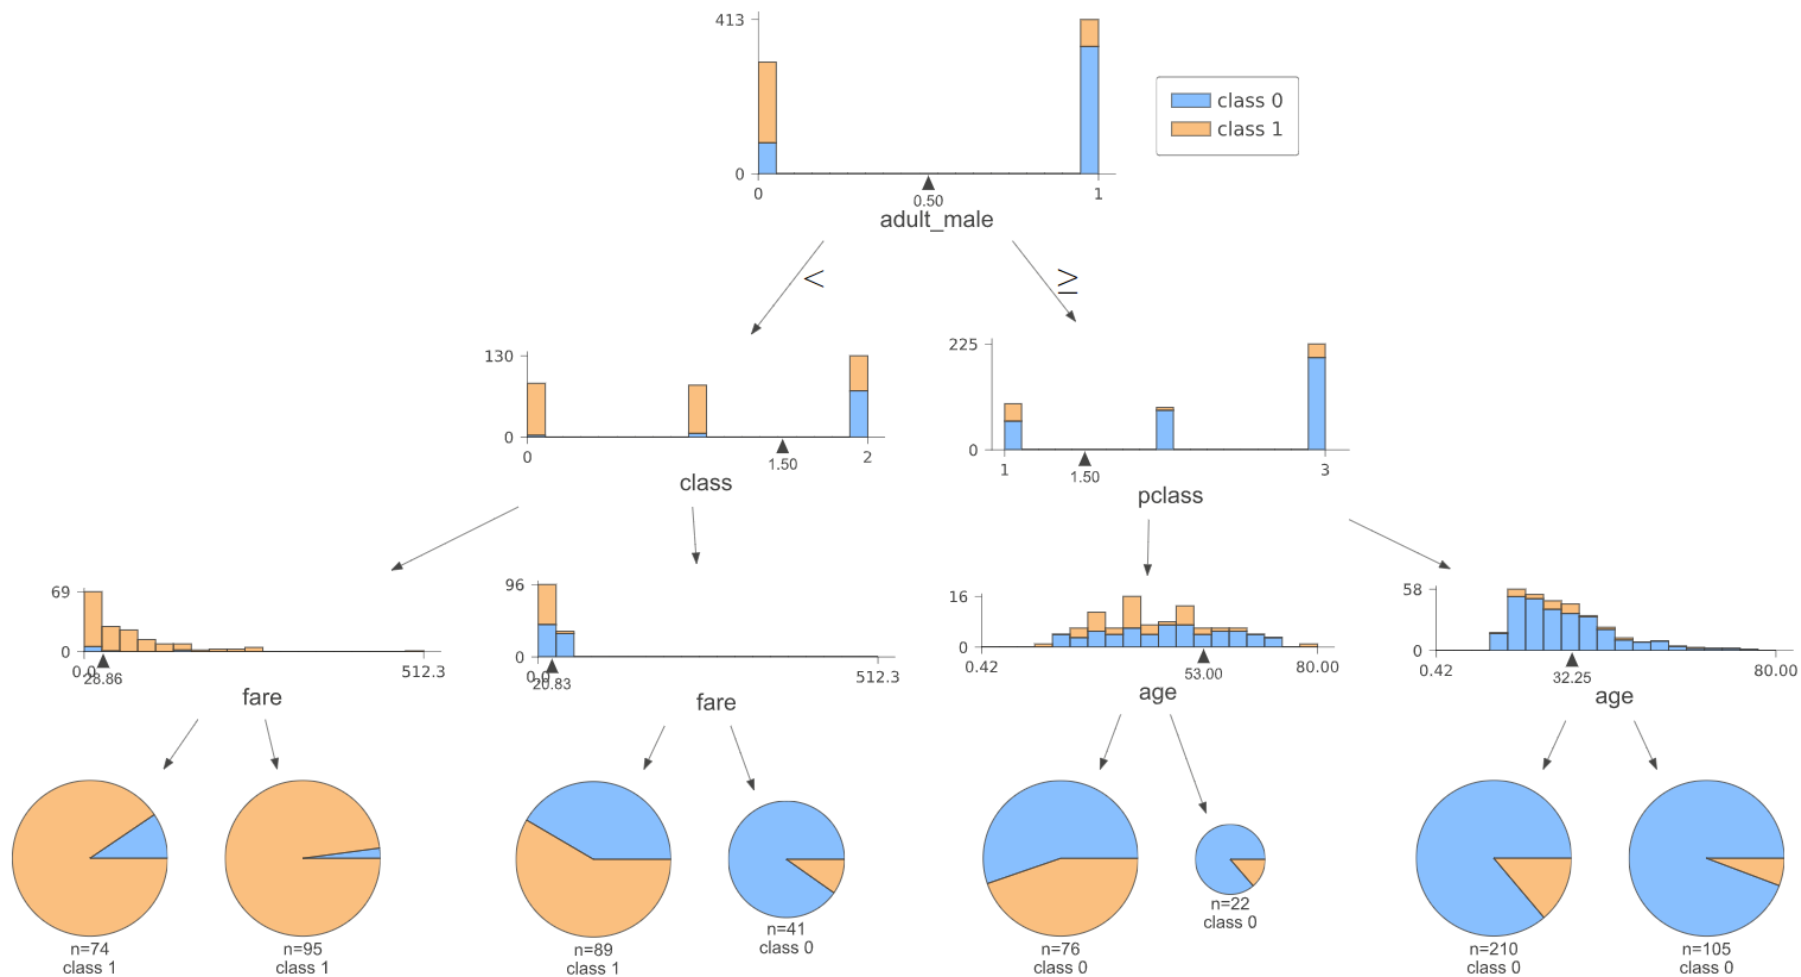 413
0
0
0.50
1
adult_male
class 0
class 1
<
≥
130
0
0
1.50
2
class
225
0
1
1.50
3
pclass
69
0
0.0
28.86
512.3
fare
96
0
0.0
20.83
512.3
fare
16
0
0.42
53.00
80.00
age
58
0
0.42
32.25
80.00
age
n=74
class 1
n=95
class 1
n=89
class 1
n=41
class 0
n=76
class 0
n=22
class 0
n=210
class 0
n=105
class 0